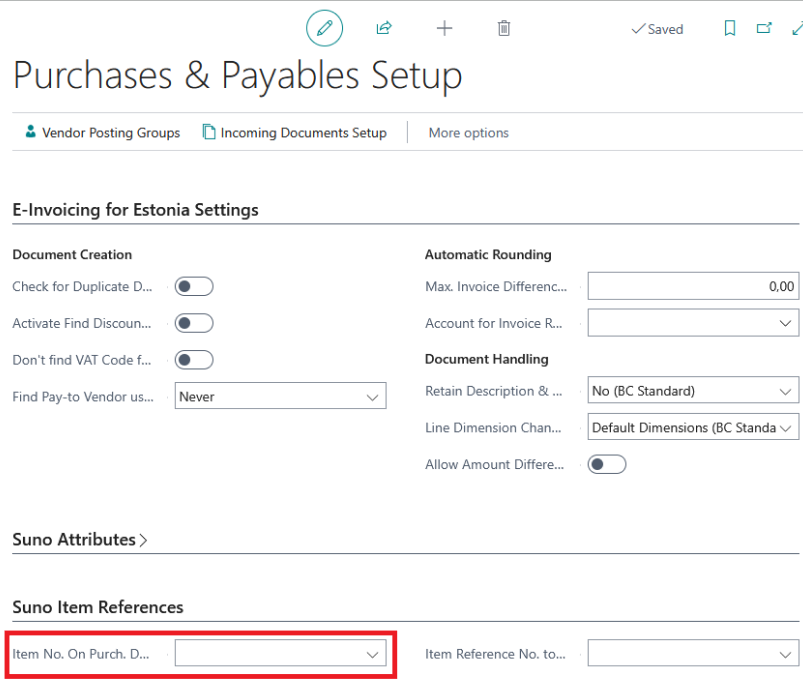 Saved
Purchases & Payables Setup
Vendor Posting Groups Incoming Documents Setup More options
E-Invoicing for Estonia Settings
Document Creation
Check for Duplicate D...
Activate Find Discoun...
Don't find VAT Code f...
Find Pay-to Vendor us... Never
Automatic Rounding
Max. Invoice Differenc... 0,00
Account for Invoice R...
Document Handling
Retain Description & ... No (BC Standard)
Line Dimension Chan... Default Dimensions (BC Standa
Allow Amount Differe...
Suno Attributes
Suno Item References
Item No. On Purch. D...
Item Reference No. to...